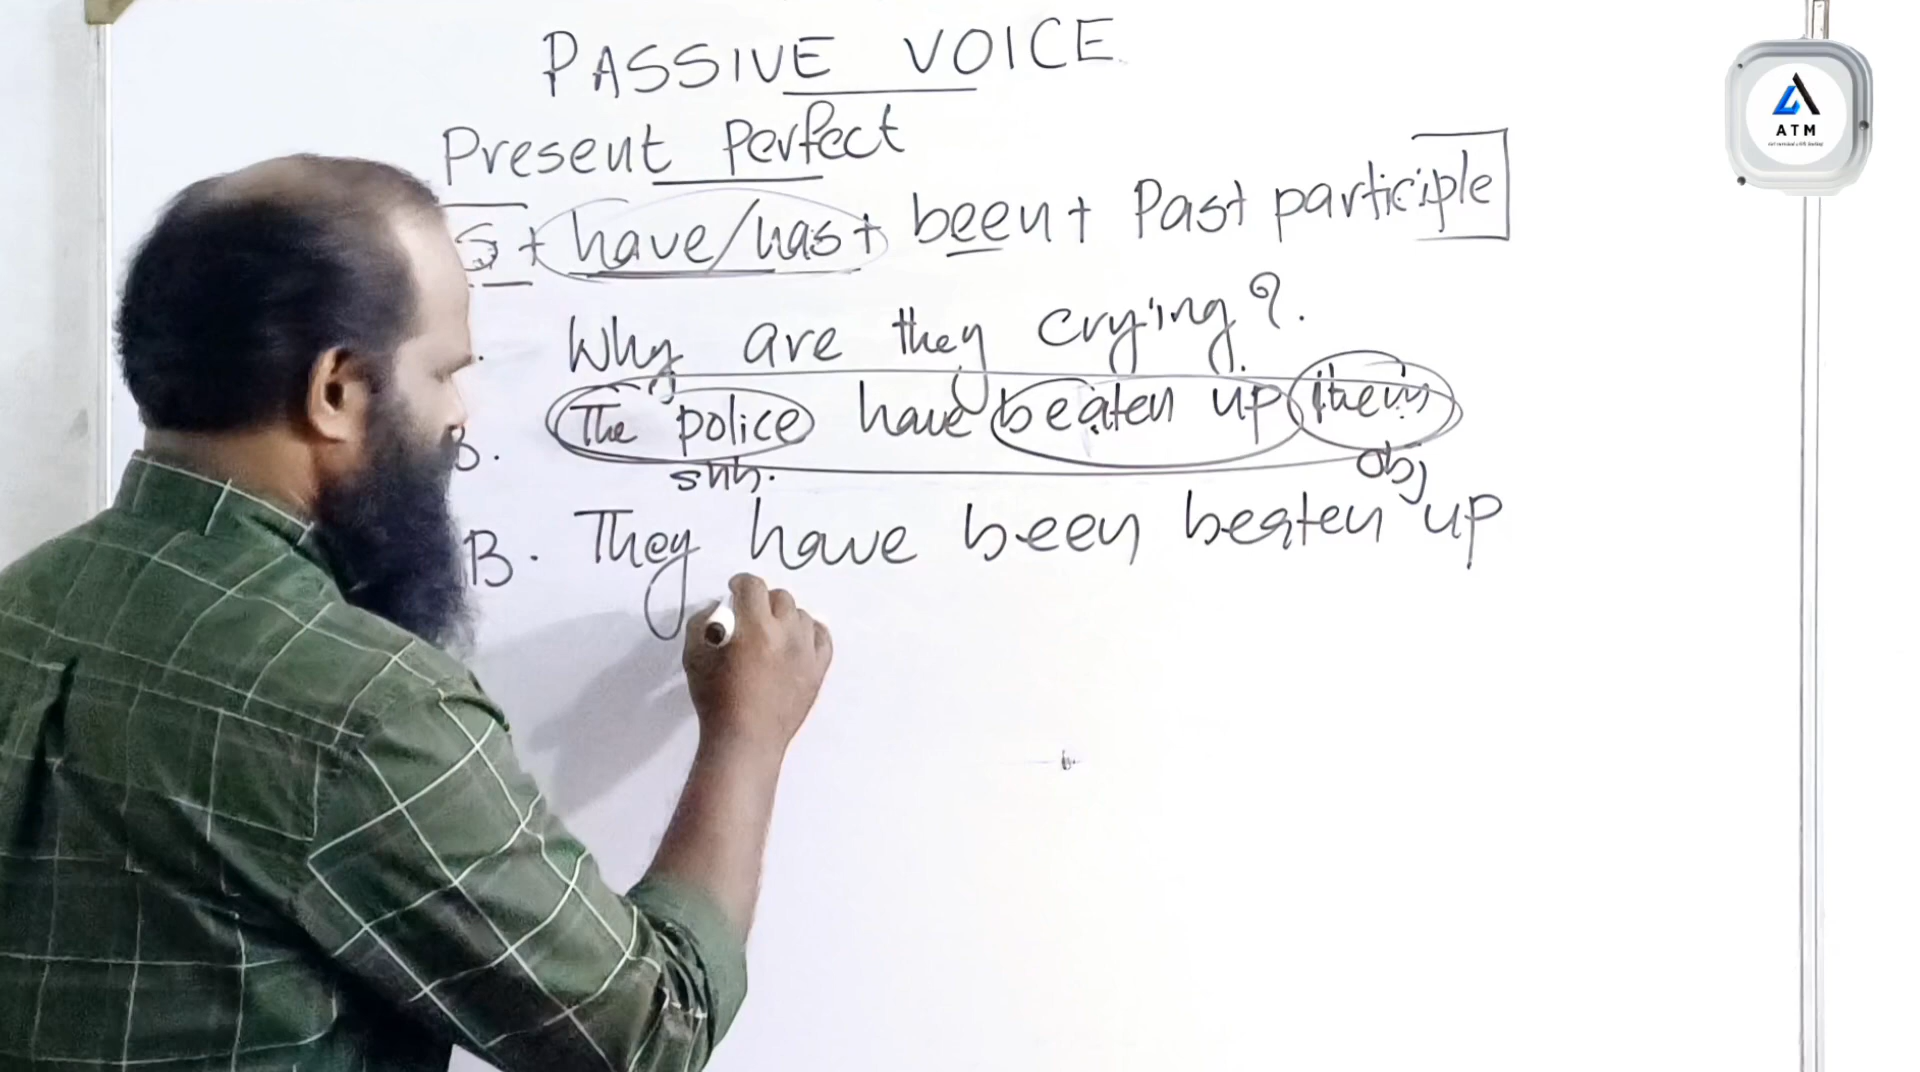 PASSIVE VOICE
Present Perfect
S + have/has + been + Past participle
. Why are they crying?.
B. The police have beaten up them
sub. obj
B. They have been beaten up
ATM